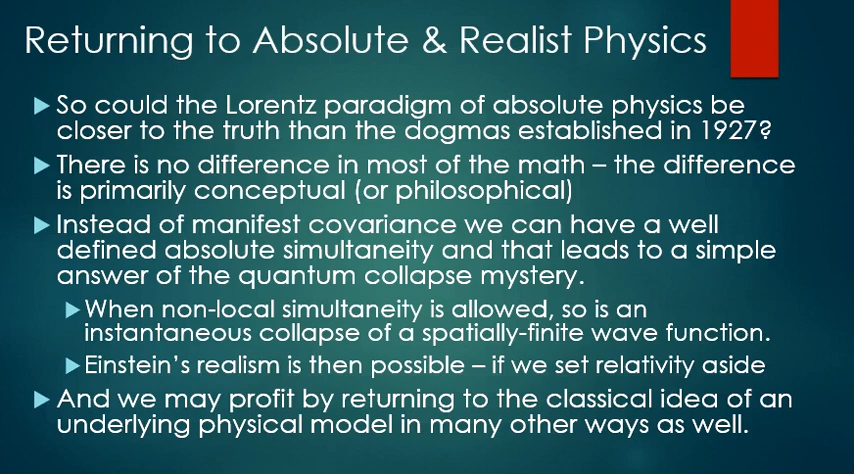 Returning to Absolute & Realist Physics
So could the Lorentz paradigm of absolute physics be
closer to the truth than the dogmas established in 1927?
There is no difference in most of the math – the difference
is primarily conceptual (or philosophical)
Instead of manifest covariance we can have a well
defined absolute simultaneity and that leads to a simple
answer of the quantum collapse mystery.
When non-local simultaneity is allowed, so is an
instantaneous collapse of a spatially-finite wave function.
Einstein's realism is then possible – if we set relativity aside
And we may profit by returning to the classical idea of an
underlying physical model in many other ways as well.